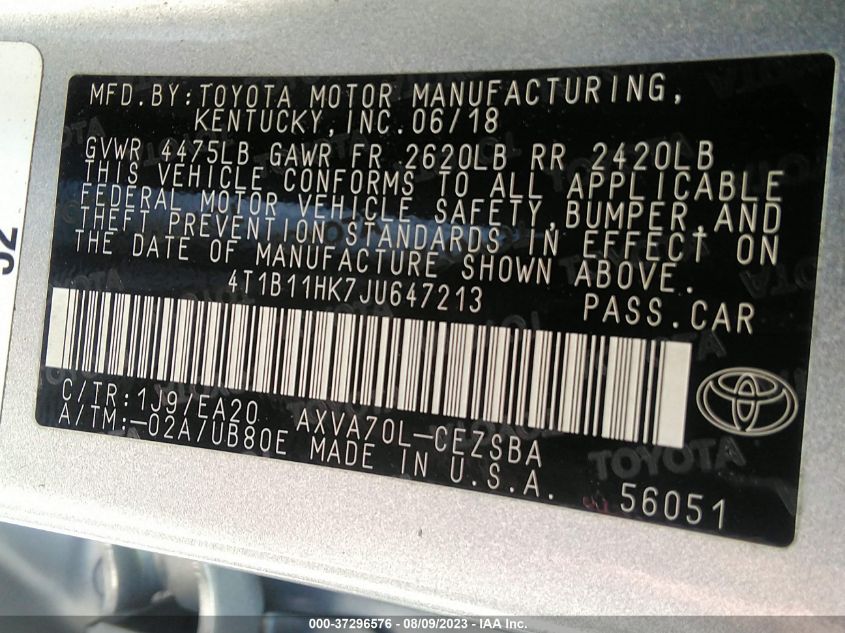 MFD.BY:TOYOTA MOTOR MANUFACTURING,
KENTUCKY, INC.06/18
GVWR 4475LB GAWR FR 2620LB RR 2420LB
THIS VEHICLE CONFORMS TO ALL APPLICABLE
FEDERAL MOTOR VEHICLE SAFETY, BUMPER, AND
THEFT PREVENTION STANDARDS IN EFFECT ON
THE DATE OF MANUFACTURE SHOWN ABOVE.
4T1B11HK7JU647213 PASS.CAR
C/TR:1J9/EA20 AXVA70L-CEZSBA
A/TM:-02A/UB80E MADE IN U.S.A.
TOYOTA
56051
32
000-37296576 | 08/09/2023 | IAA Inc.